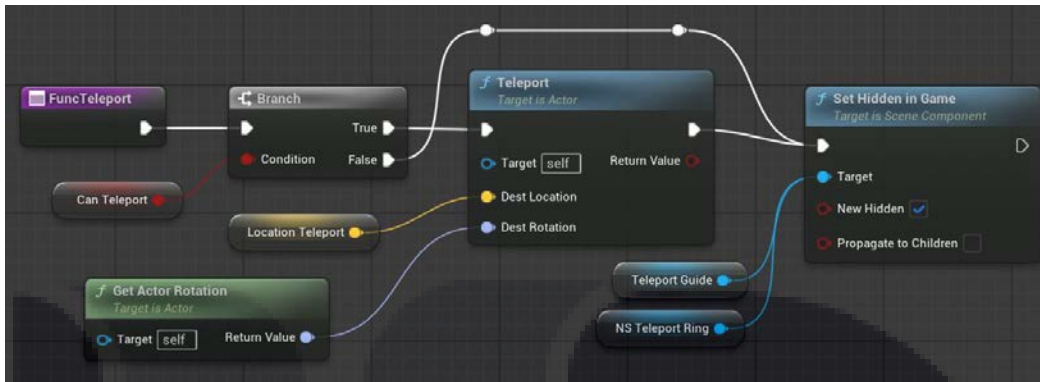 FuncTeleport
Branch
True
Condition
False
Can Teleport
Location Teleport
Get Actor Rotation
Target is Actor
Target self
Return Value
Teleport
Target is Actor
Target self
Return Value
Dest Location
Dest Rotation
Teleport Guide
NS Teleport Ring
Set Hidden in Game
Target is Scene Component
Target
New Hidden
Propagate to Children